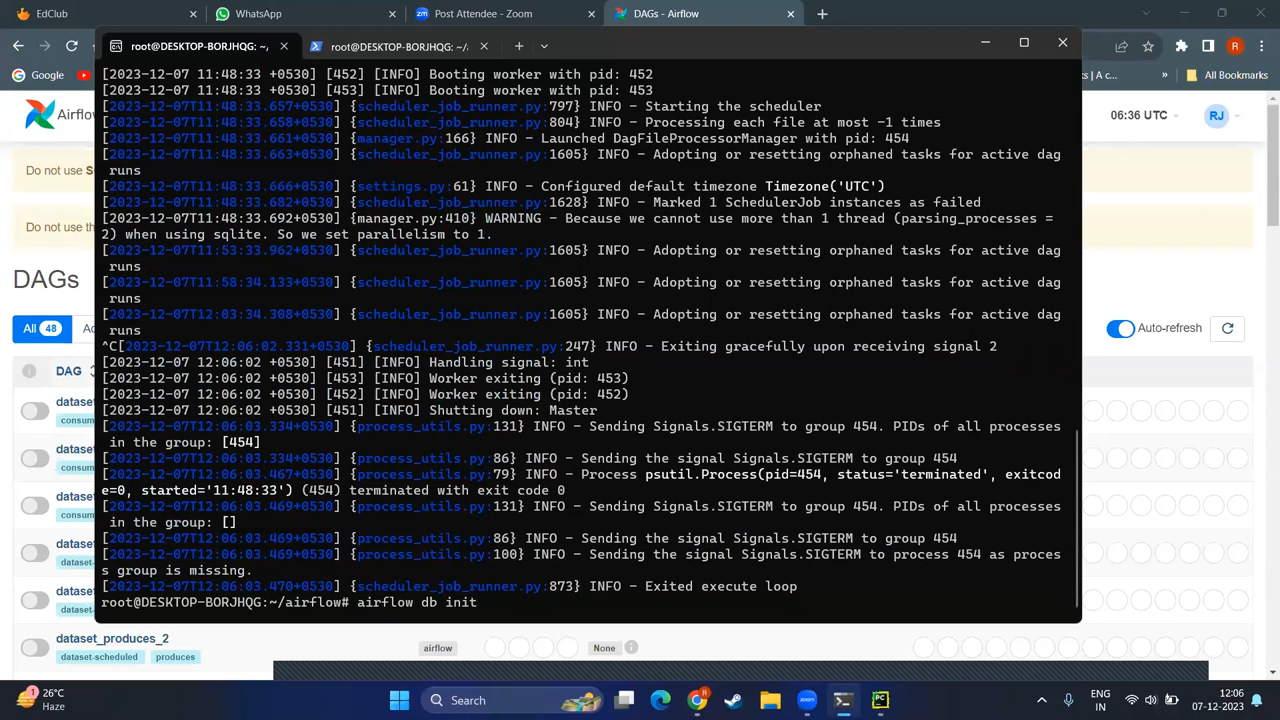 EdClub
WhatsApp
Post Attendee - Zoom
DAGs - Airflow
root@DESKTOP-BORJHQG: ~/
root@DESKTOP-BORJHQG: ~/.
Google
A c...
»
All Bookmarks
Airflow
06:36 UTC
RJ
Do not use S
Do not use th
DAGs
All 48
Ac
Auto-refresh
DAG
[2023-12-07 11:48:33 +0530] [452] [INFO] Booting worker with pid: 452
[2023-12-07 11:48:33 +0530] [453] [INFO] Booting worker with pid: 453
[2023-12-07T11:48:33.657+0530] {scheduler_job_runner.py:797} INFO - Starting the scheduler
[2023-12-07T11:48:33.658+0530] {scheduler_job_runner.py:804} INFO - Processing each file at most -1 times
[2023-12-07T11:48:33.661+0530] {manager.py:166} INFO - Launched DagFileProcessorManager with pid: 454
[2023-12-07T11:48:33.663+0530] {scheduler_job_runner.py:1605} INFO - Adopting or resetting orphaned tasks for active dag
runs
[2023-12-07T11:48:33.666+0530] {settings.py:61} INFO - Configured default timezone Timezone('UTC')
[2023-12-07T11:48:33.681+0530] {scheduler_job_runner.py:1628} INFO - Marked 1 SchedulerJob instances as failed
[2023-12-07T11:48:33.692+0530] {manager.py:410} WARNING - Because we cannot use more than 1 thread (parsing_processes =
2) when using sqlite. So we set parallelism to 1.
[2023-12-07T11:53:33.962+0530] {scheduler_job_runner.py:1605} INFO - Adopting or resetting orphaned tasks for active dag
runs
[2023-12-07T11:58:34.133+0530] {scheduler_job_runner.py:1605} INFO - Adopting or resetting orphaned tasks for active dag
runs
[2023-12-07T12:03:34.308+0530] {scheduler_job_runner.py:1605} INFO - Adopting or resetting orphaned tasks for active dag
runs
^C[2023-12-07T12:06:02.331+0530] {scheduler_job_runner.py:247} INFO - Exiting gracefully upon receiving signal 2
[2023-12-07 12:06:02 +0530] [451] [INFO] Handling signal: int
[2023-12-07 12:06:02 +0530] [453] [INFO] Worker exiting (pid: 453)
[2023-12-07 12:06:02 +0530] [452] [INFO] Worker exiting (pid: 452)
[2023-12-07 12:06:02 +0530] [451] [INFO] Shutting down: Master
[2023-12-07T12:06:03.334+0530] {process_utils.py:131} INFO - Sending Signals.SIGTERM to group 454. PIDs of all processes
in the group: [454]
[2023-12-07T12:06:03.334+0530] {process_utils.py:86} INFO - Sending the signal Signals.SIGTERM to group 454
[2023-12-07T12:06:03.467+0530] {process_utils.py:79} INFO - Process psutil.Process(pid=454, status='terminated', exitcod
e=0, started='11:48:33') (454) terminated with exit code 0
[2023-12-07T12:06:03.469+0530] {process_utils.py:131} INFO - Sending Signals.SIGTERM to group 454. PIDs of all processes
in the group: []
[2023-12-07T12:06:03.469+0530] {process_utils.py:86} INFO - Sending the signal Signals.SIGTERM to group 454
[2023-12-07T12:06:03.469+0530] {process_utils.py:100} INFO - Sending the signal Signals.SIGTERM to process 454 as proces
s group is missing.
[2023-12-07T12:06:03.470+0530] {scheduler_job_runner.py:873} INFO - Exited execute loop
root@DESKTOP-BORJHQG:~/airflow# airflow db init
dataset
consum
dataset
consum
dataset
consum
dataset
dataset-
dataset
dataset-
dataset_produces_2
dataset-scheduled
produces
airflow
None
26°C
Haze
1
Search
ENG
IN
12:06
07-12-2023